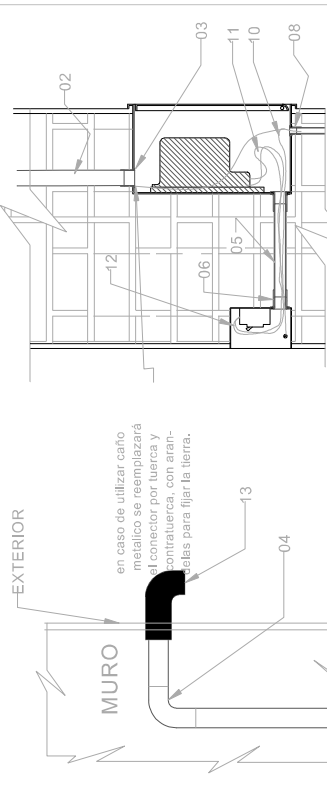 02
03
11
10
08
12
06
05
EXTERIOR
MURO
en caso de utilizar caño
metalico se reemplazará
el conector por tuerca y
contratuerca, con aran-
delas para fijar la tierra.
13
04